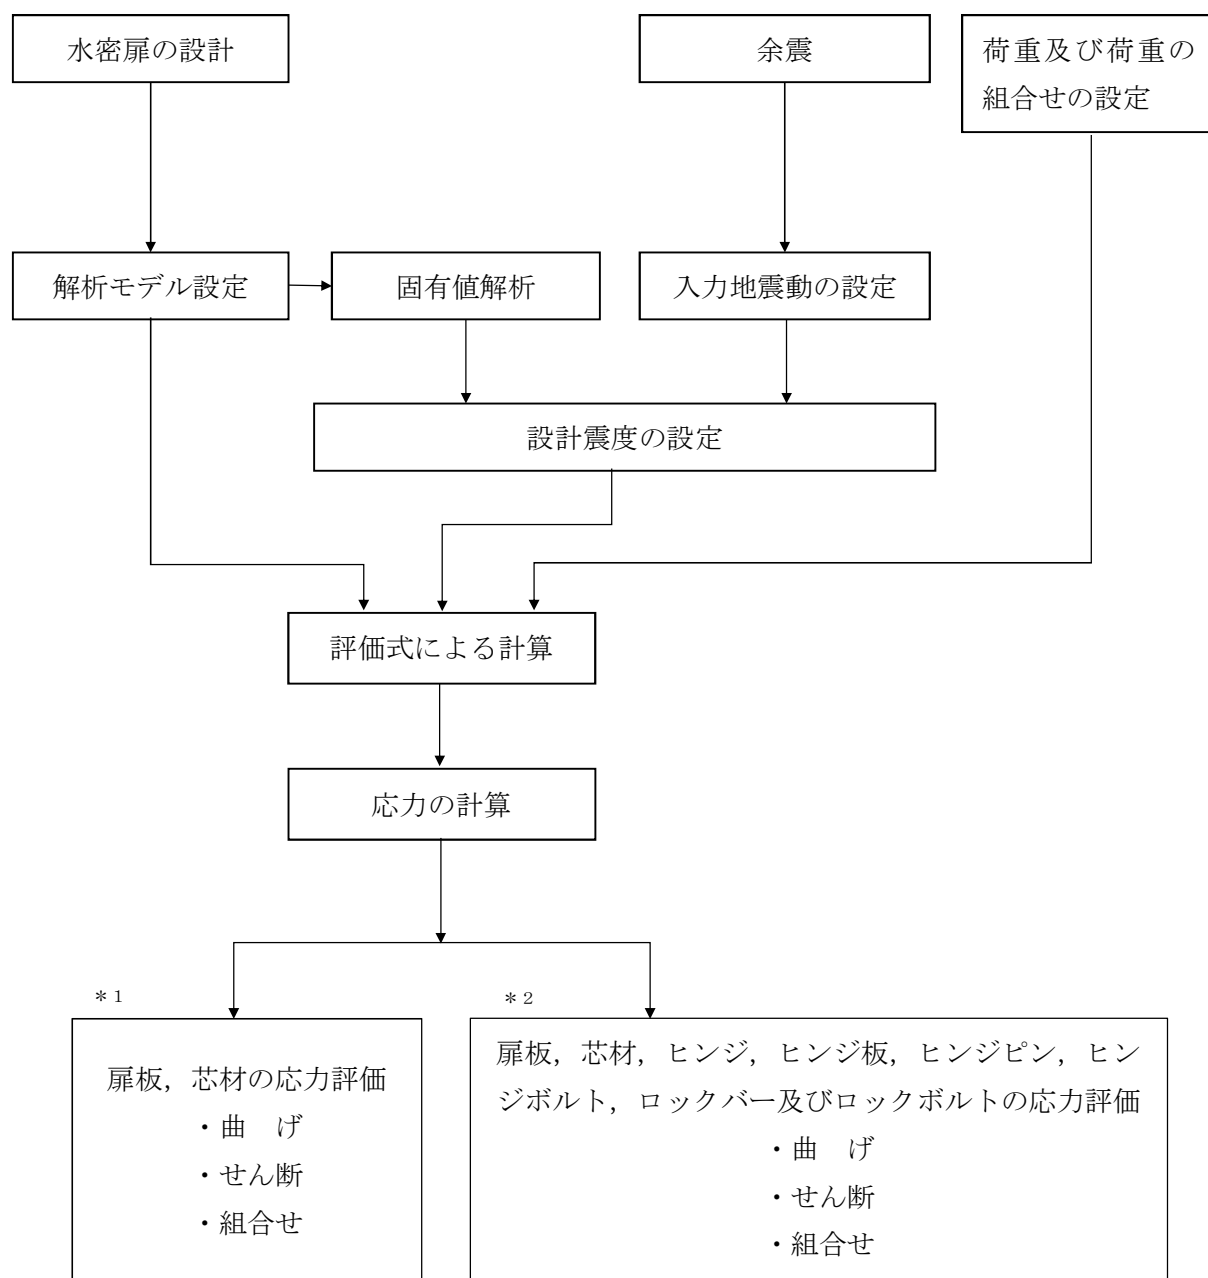 水密扉の設計
余震
荷重及び荷重の
組合せの設定
解析モデル設定
固有値解析
入力地震動の設定
設計震度の設定
評価式による計算
応力の計算
＊1
扉板，芯材の応力評価
・曲　げ
・せん断
・組合せ
＊2
扉板，芯材，ヒンジ，ヒンジ板，ヒンジピン，ヒン
ジボルト，ロックバー及びロックボルトの応力評価
・曲　げ
・せん断
・組合せ